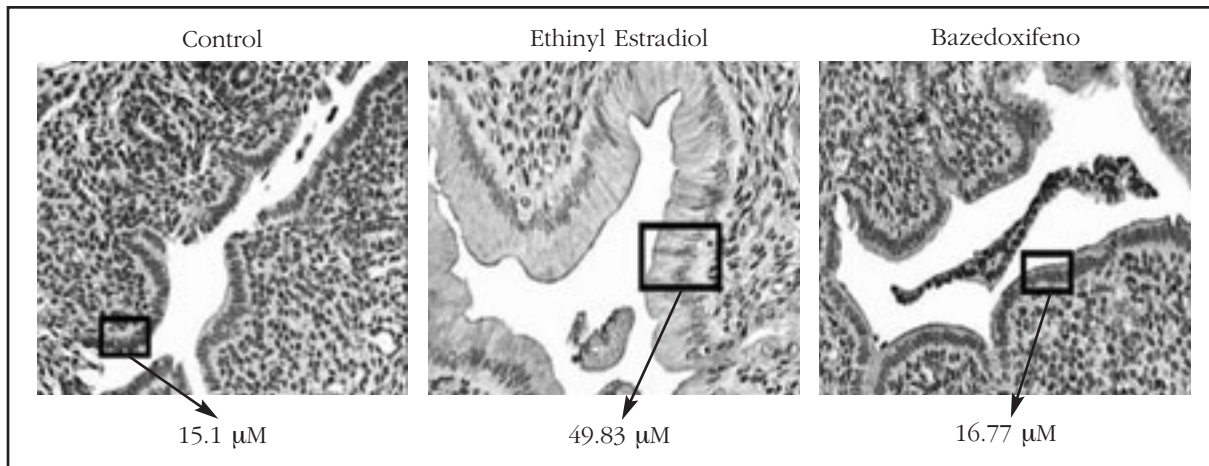 Control
Ethinyl Estradiol
Bazedoxifeno
15.1 µM
49.83 µM
16.77 µM